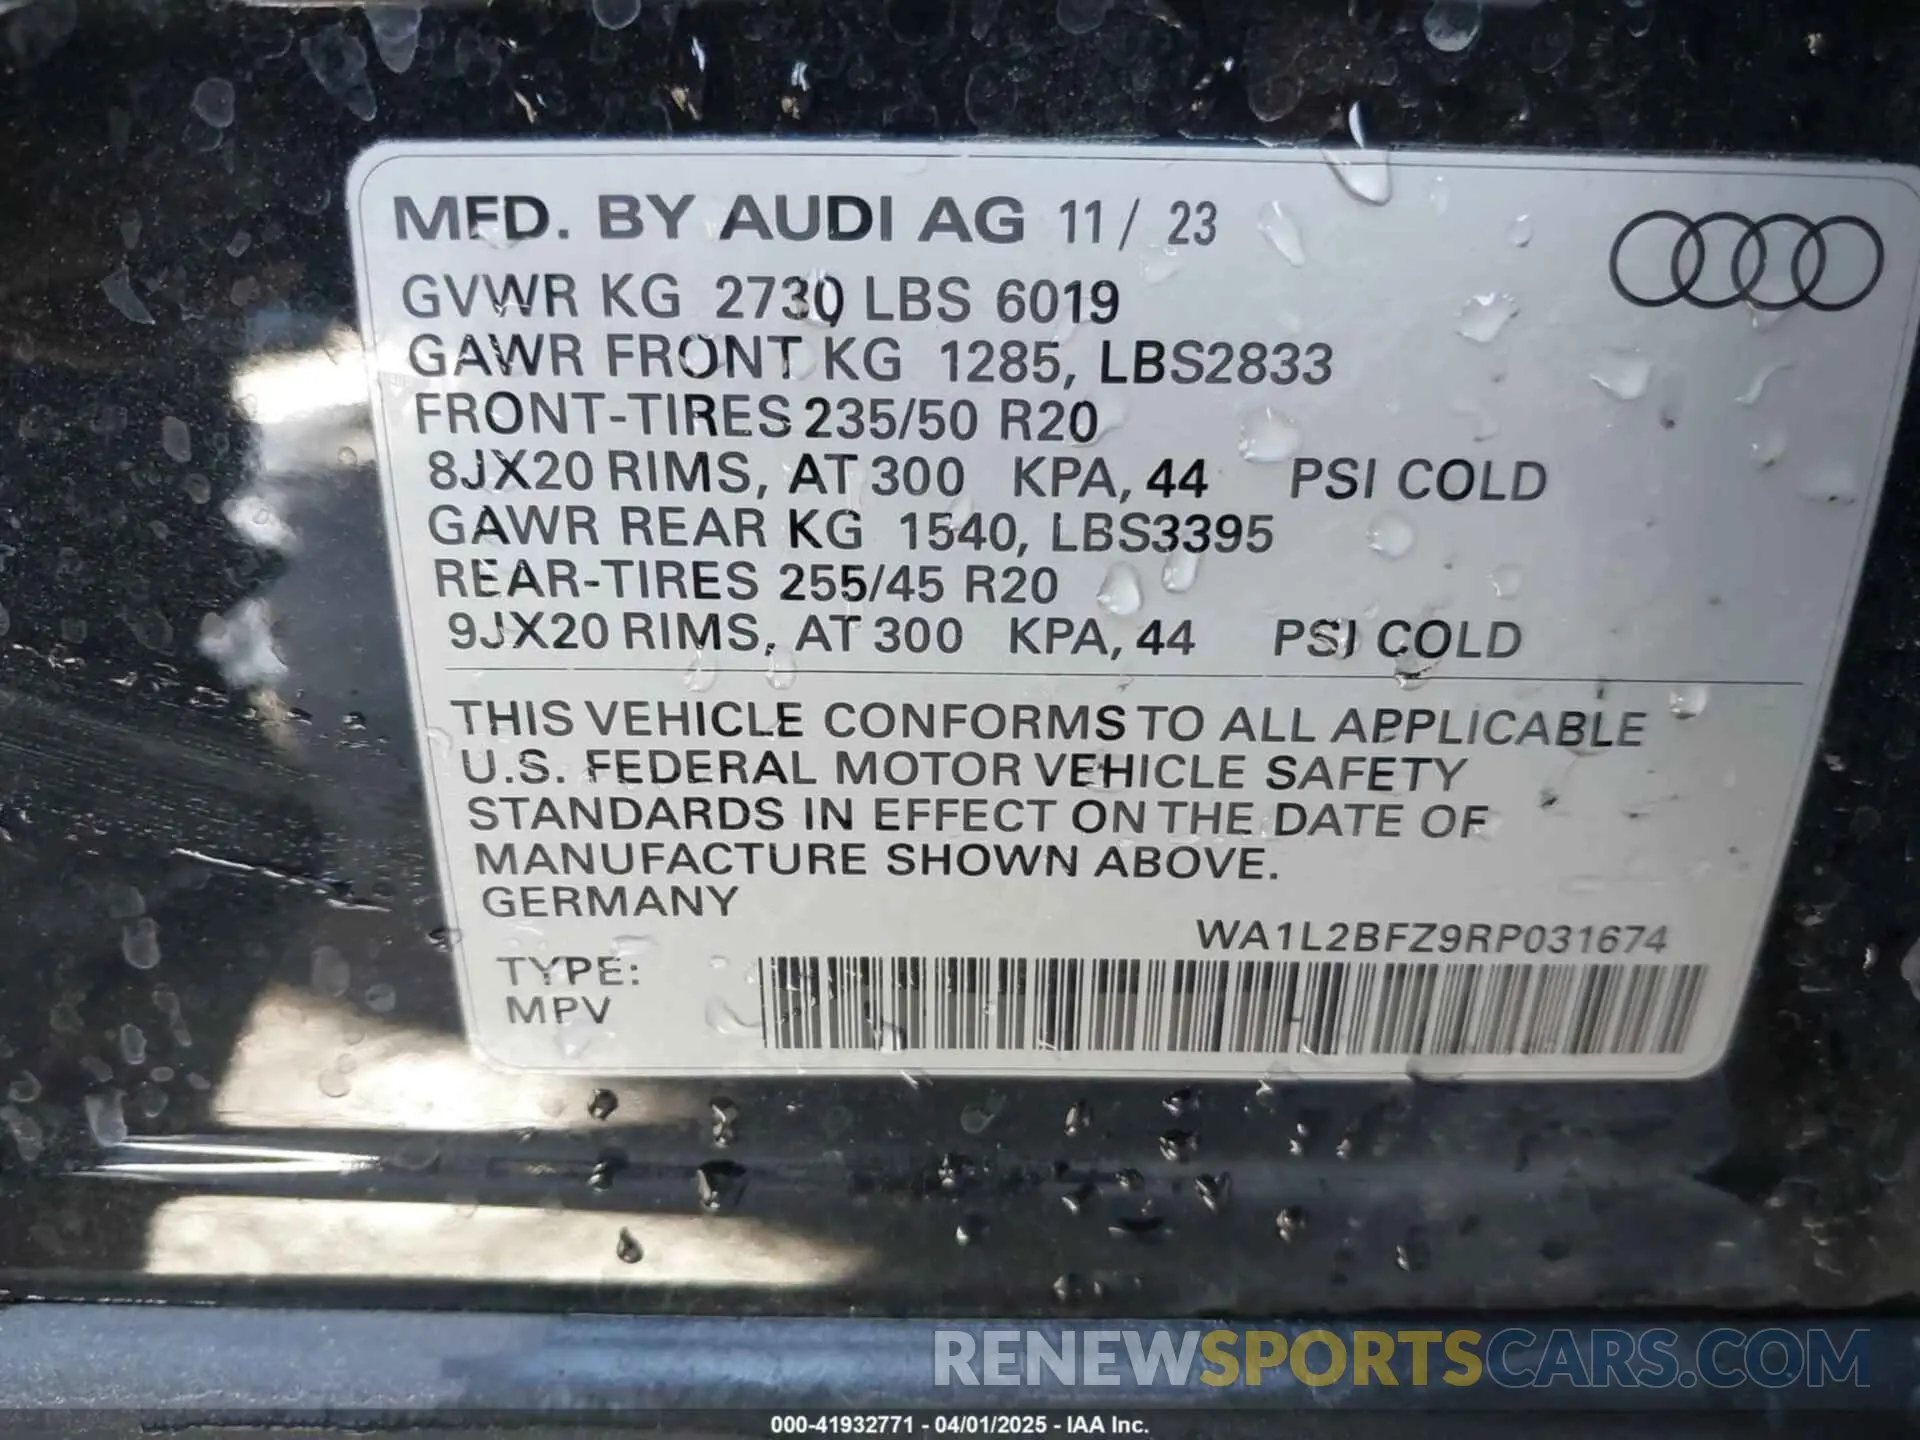 MFD. BY AUDI AG 11/ 23
GVWR KG 2730 LBS 6019
GAWR FRONT KG 1285, LBS2833
FRONT-TIRES 235/50 R20
8JX20 RIMS, AT 300 KPA, 44 PSI COLD
GAWR REAR KG 1540, LBS3395
REAR-TIRES 255/45 R20
9JX20 RIMS, AT 300 KPA, 44 PSI COLD
THIS VEHICLE CONFORMS TO ALL APPLICABLE
U.S. FEDERAL MOTOR VEHICLE SAFETY
STANDARDS IN EFFECT ON THE DATE OF
MANUFACTURE SHOWN ABOVE.
GERMANY
WA1L2BFZ9RP031674
TYPE:
MPV
RENEWSPORTSCARS.COM
000-41932771 - 04/01/2025 - IAA Inc.